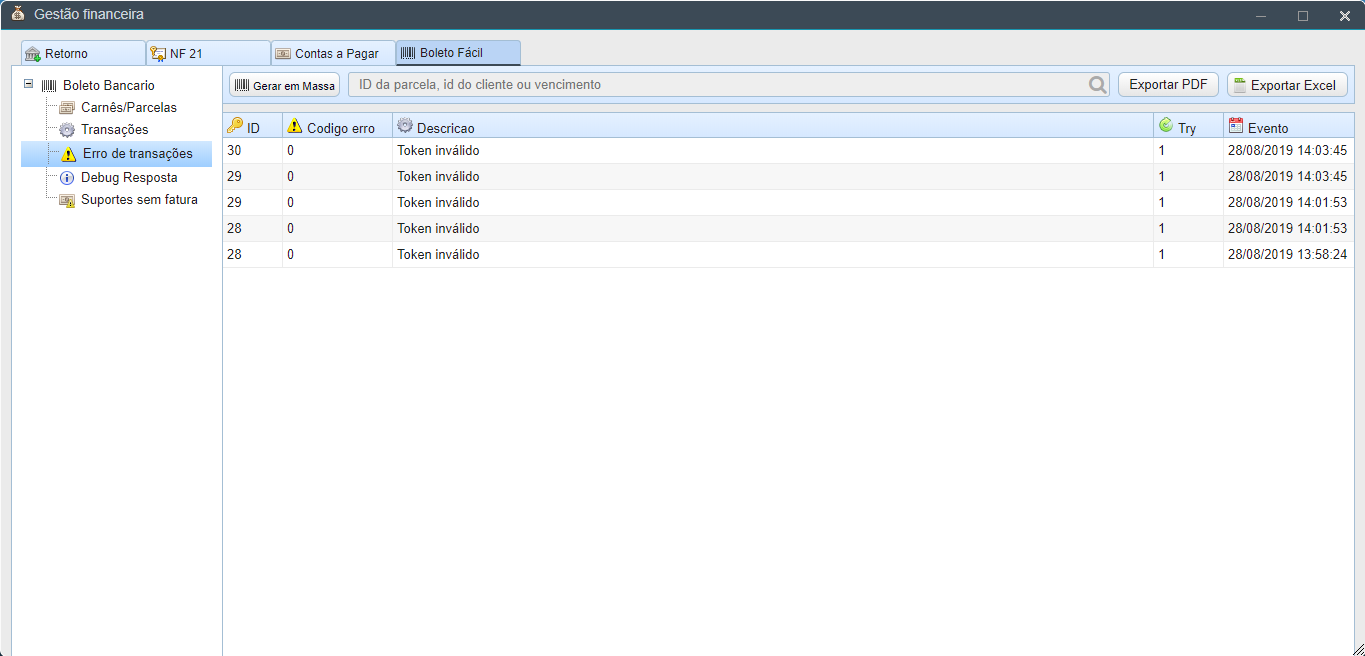 Gestão financeira
Retorno NF 21 Contas a Pagar Boleto Fácil
Boleto Bancario
Carnês/Parcelas
Transações
Erro de transações
Debug Resposta
Suportes sem fatura
Gerar em Massa ID da parcela, id do cliente ou vencimento Exportar PDF Exportar Excel
ID Codigo erro Descricao Try Evento
30 0 Token inválido 1 28/08/2019 14:03:45
29 0 Token inválido 1 28/08/2019 14:03:45
29 0 Token inválido 1 28/08/2019 14:01:53
28 0 Token inválido 1 28/08/2019 14:01:53
28 0 Token inválido 1 28/08/2019 13:58:24